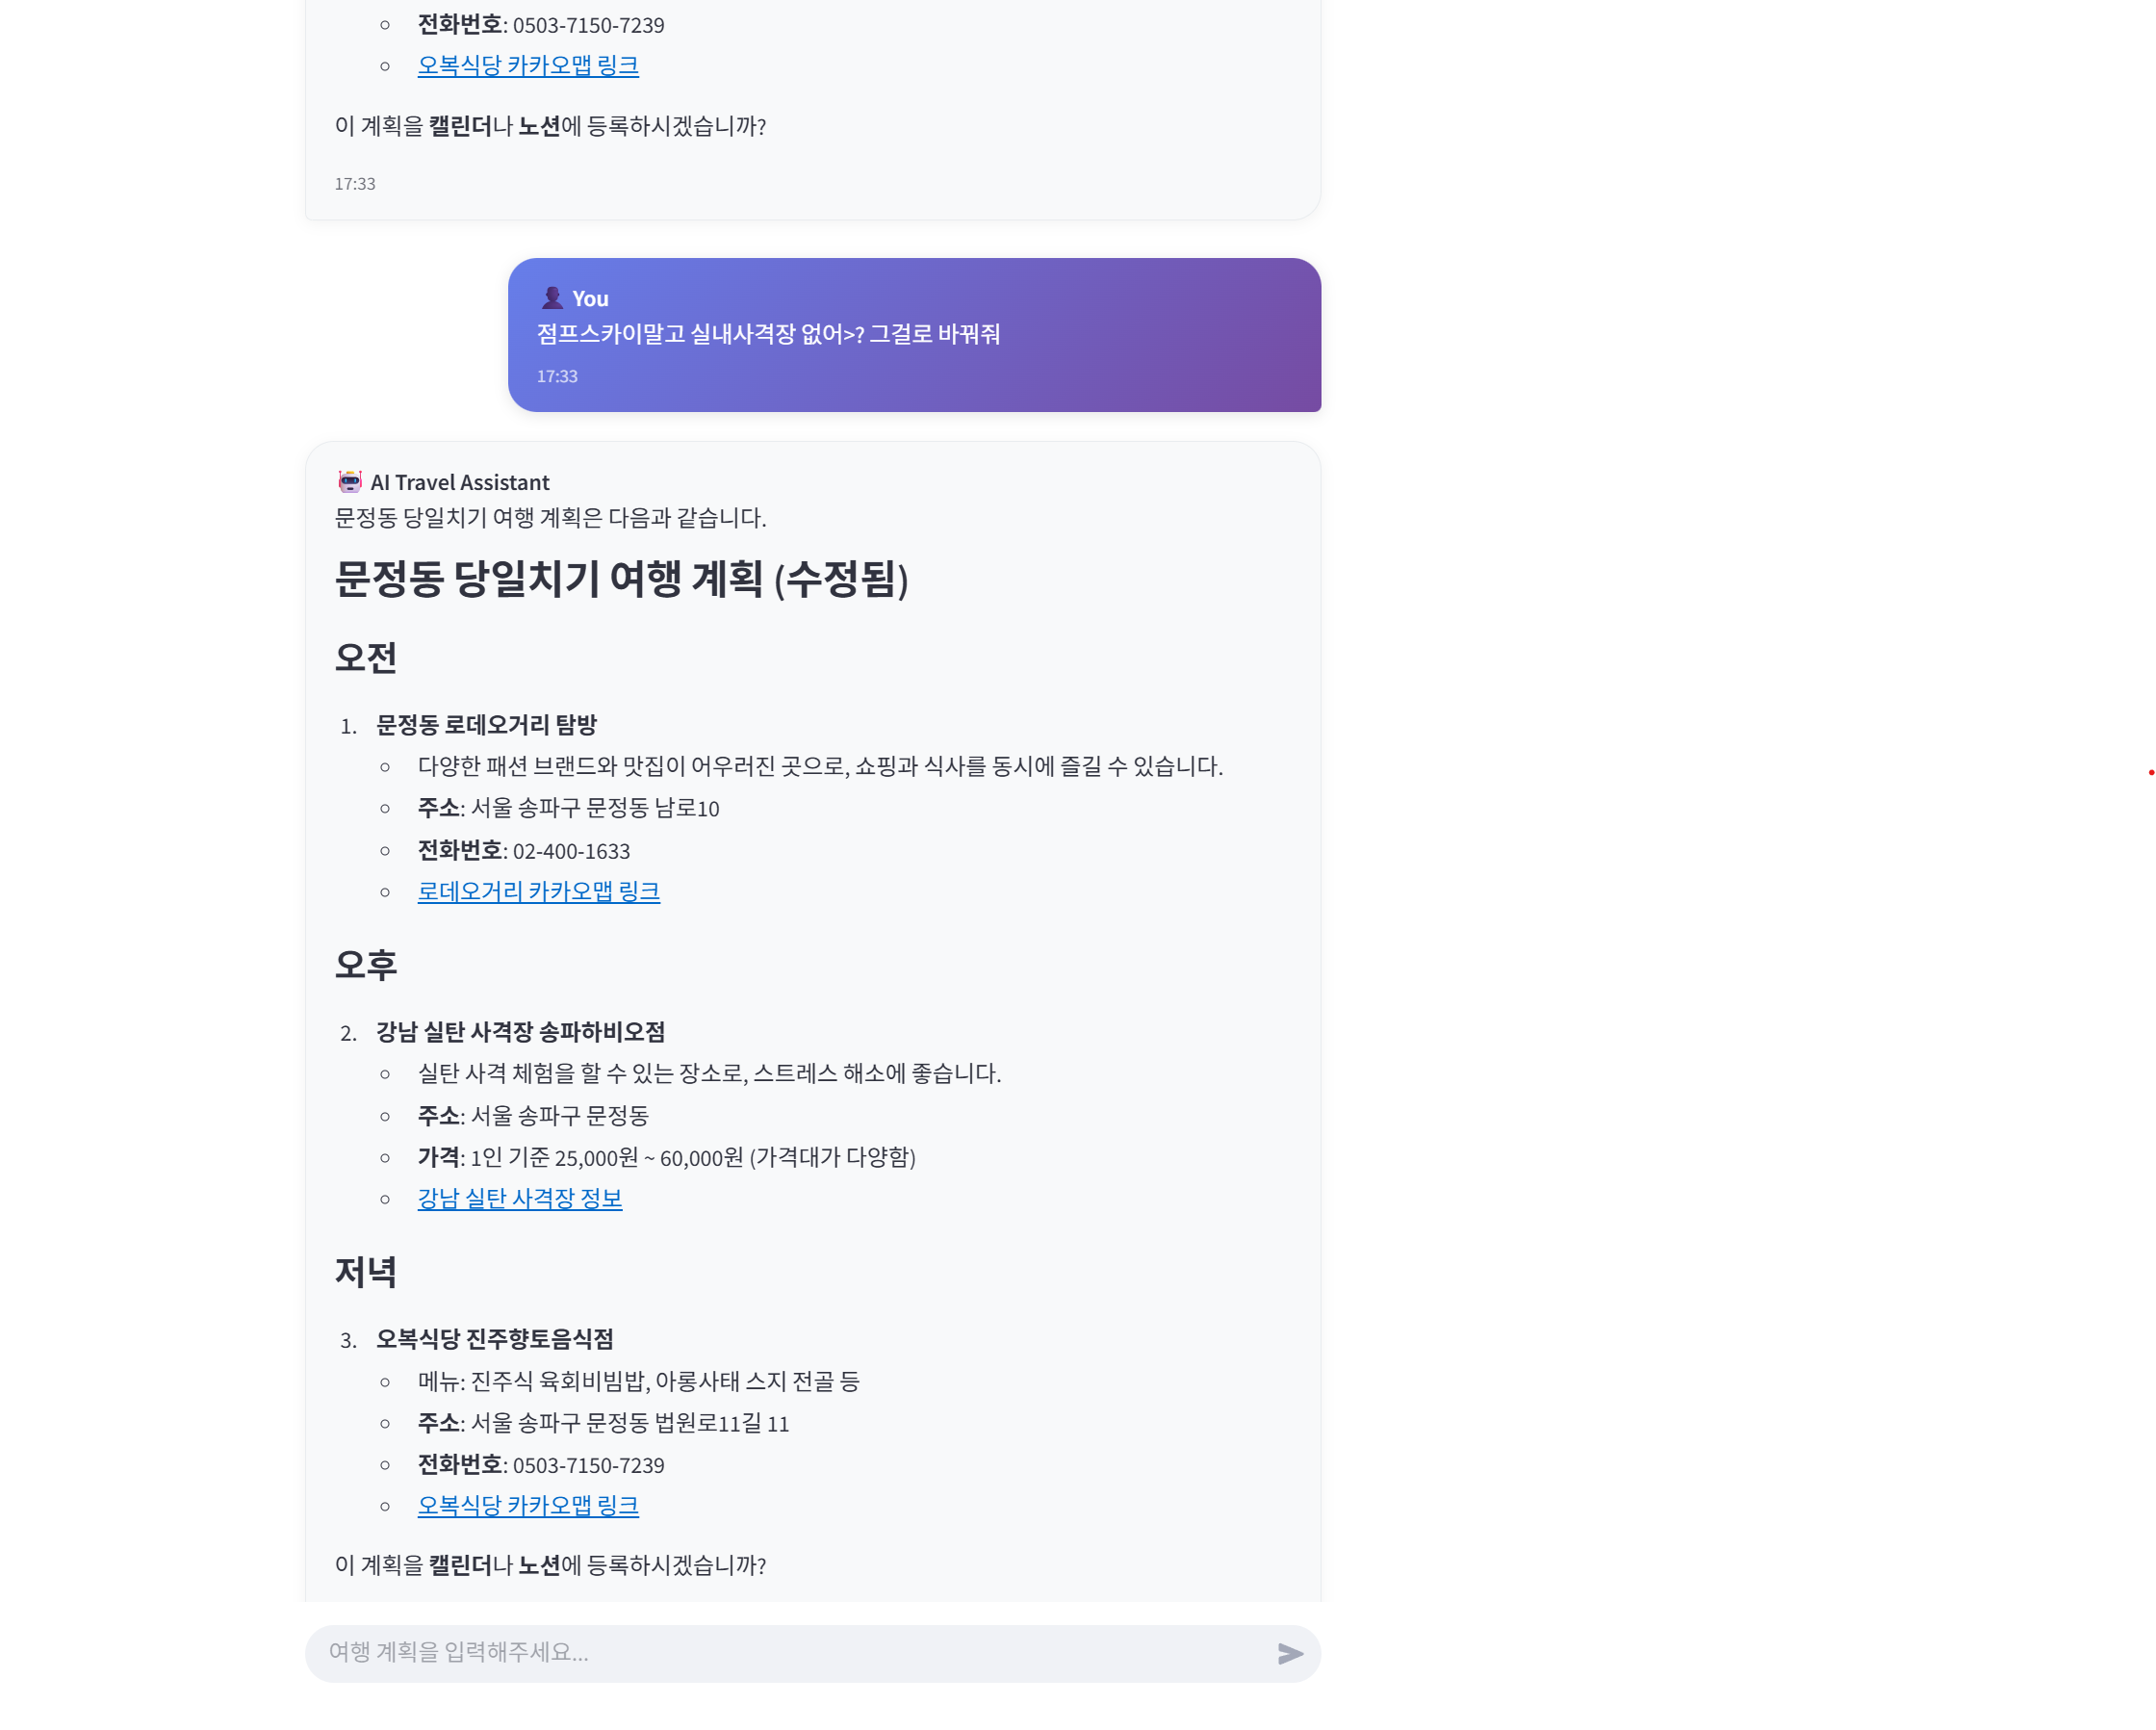 전화번호: 0503-7150-7239
오복식당 카카오맵 링크
이 계획을 캘린더나 노션에 등록하시겠습니까?
17:33
You
점프스카이말고 실내사격장 없어>? 그걸로 바꿔줘
17:33
AI Travel Assistant
문정동 당일치기 여행 계획은 다음과 같습니다.
문정동 당일치기 여행 계획 (수정됨)
오전
1. 문정동 로데오거리 탐방
다양한 패션 브랜드와 맛집이 어우러진 곳으로, 쇼핑과 식사를 동시에 즐길 수 있습니다.
주소: 서울 송파구 문정동 남로10
전화번호: 02-400-1633
로데오거리 카카오맵 링크
오후
2. 강남 실탄 사격장 송파하비오점
실탄 사격 체험을 할 수 있는 장소로, 스트레스 해소에 좋습니다.
주소: 서울 송파구 문정동
가격: 1인 기준 25,000원 ~ 60,000원 (가격대가 다양함)
강남 실탄 사격장 정보
저녁
3. 오복식당 진주향토음식점
메뉴: 진주식 육회비빔밥, 아롱사태 스지 전골 등
주소: 서울 송파구 문정동 법원로11길 11
전화번호: 0503-7150-7239
오복식당 카카오맵 링크
이 계획을 캘린더나 노션에 등록하시겠습니까?
여행 계획을 입력해주세요...